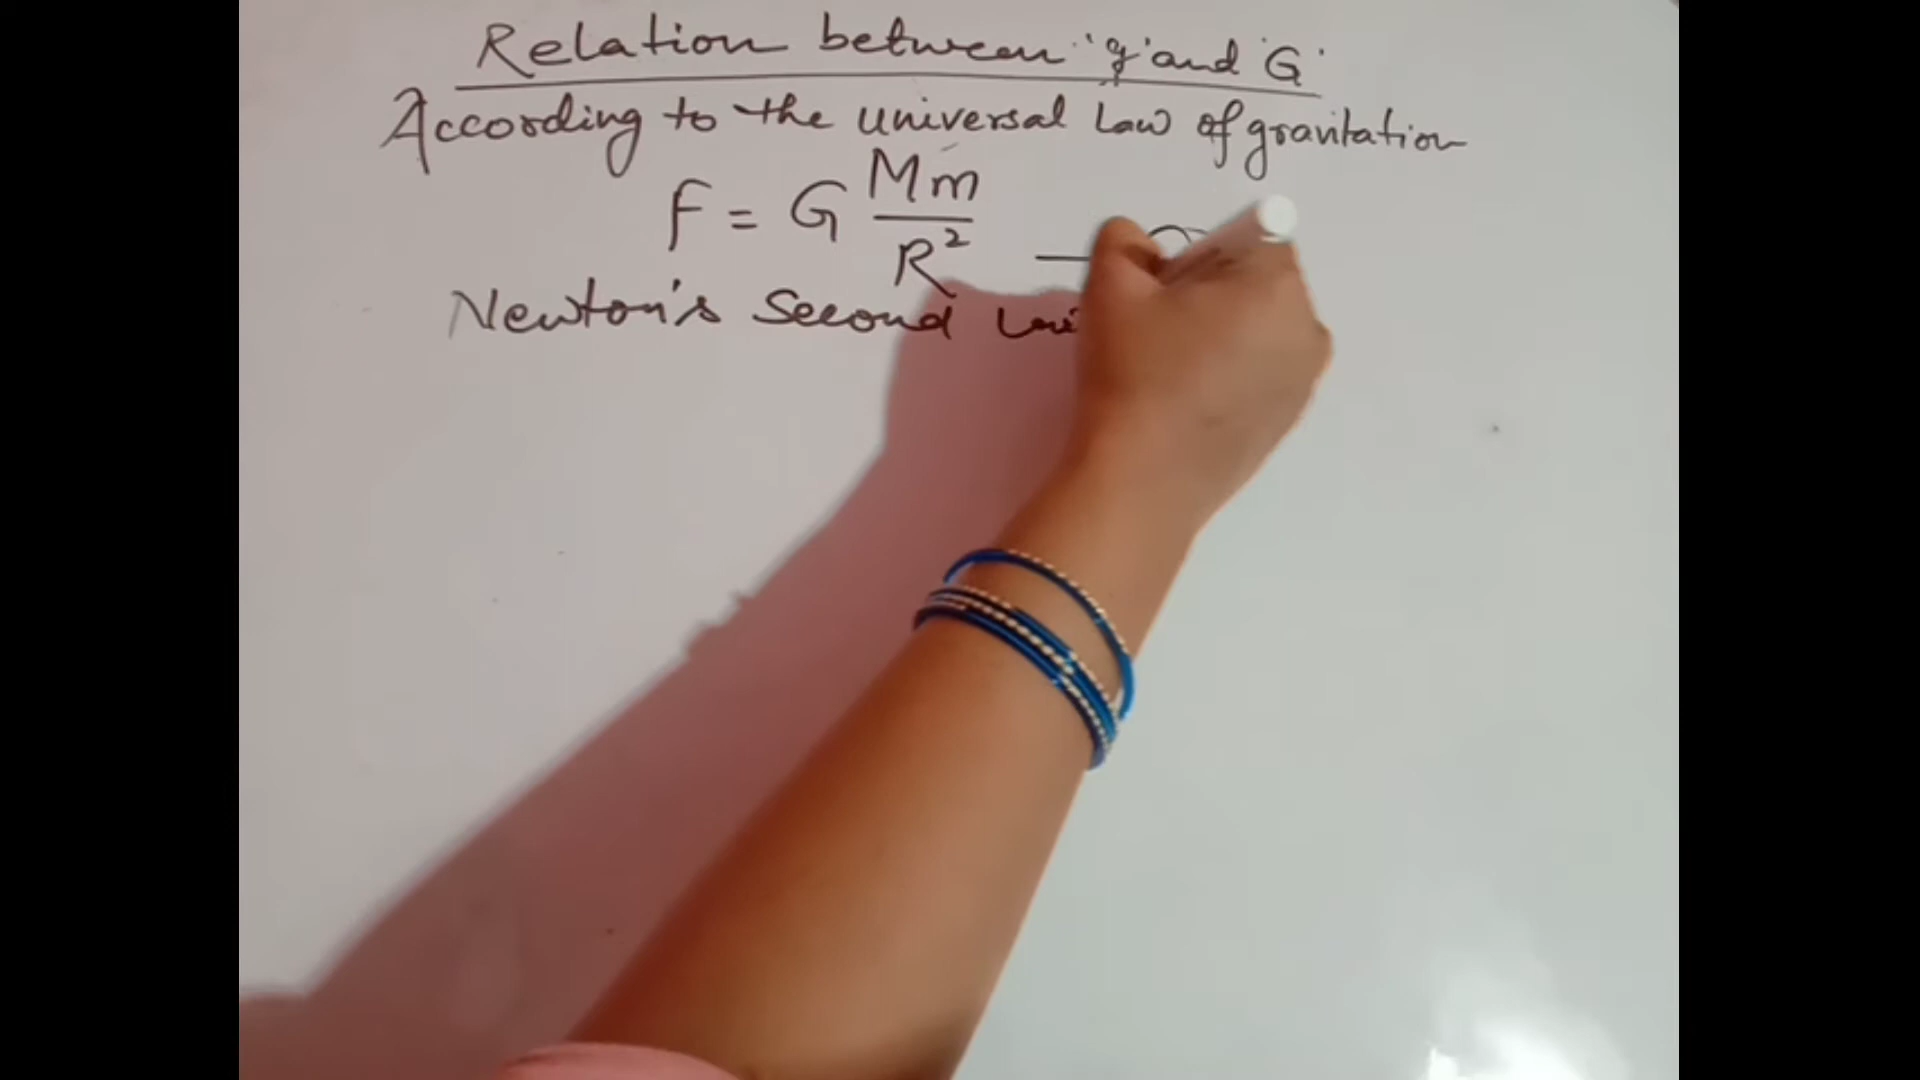 Relation between 'g' and 'G'
According to the universal Law of gravitation
F = G Mm/R²
Newton's Second